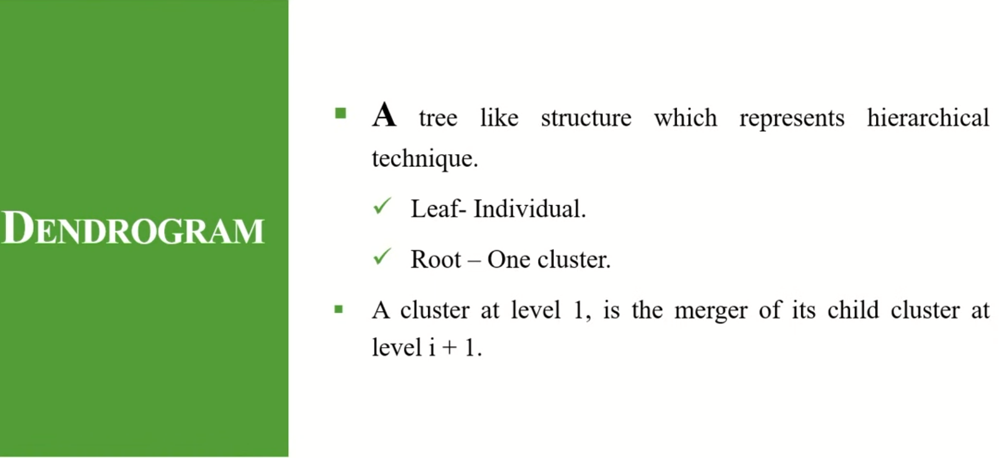 DENDROGRAM
A tree like structure which represents hierarchical
technique.
Leaf- Individual.
Root – One cluster.
A cluster at level 1, is the merger of its child cluster at
level i + 1.